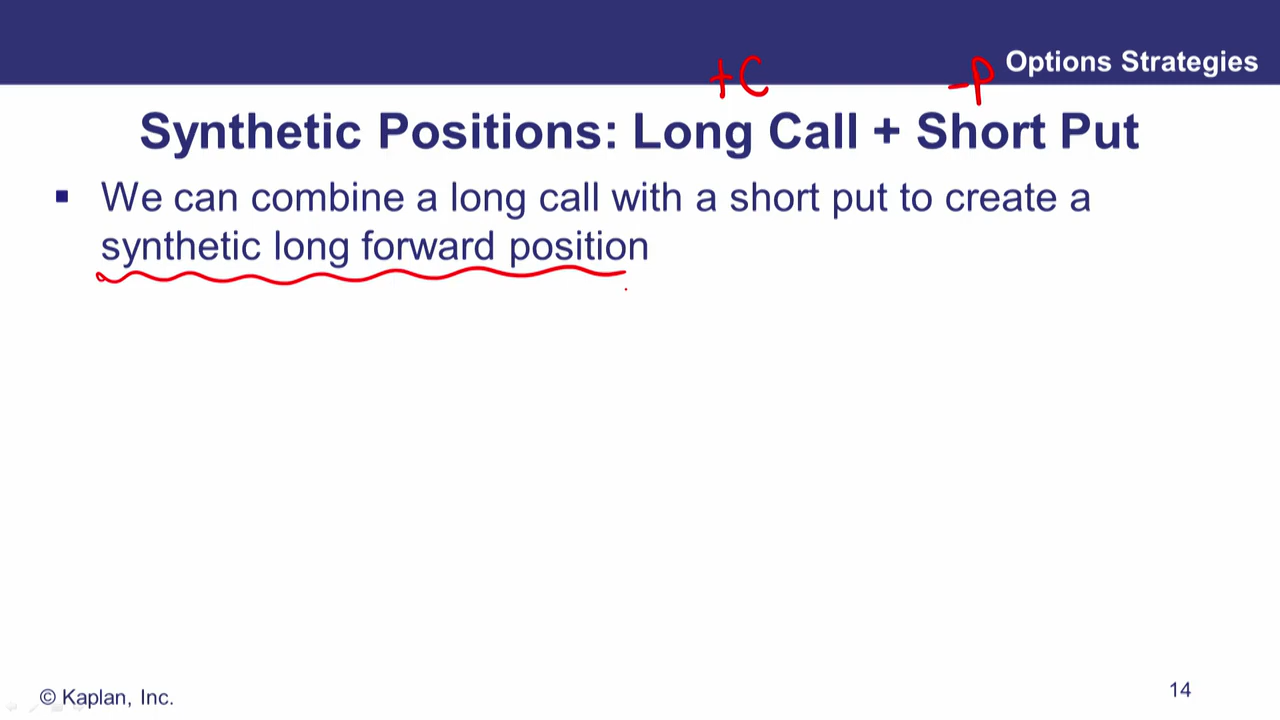 Options Strategies
+C -P
Synthetic Positions: Long Call + Short Put
▪ We can combine a long call with a short put to create a
synthetic long forward position
© Kaplan, Inc.
14